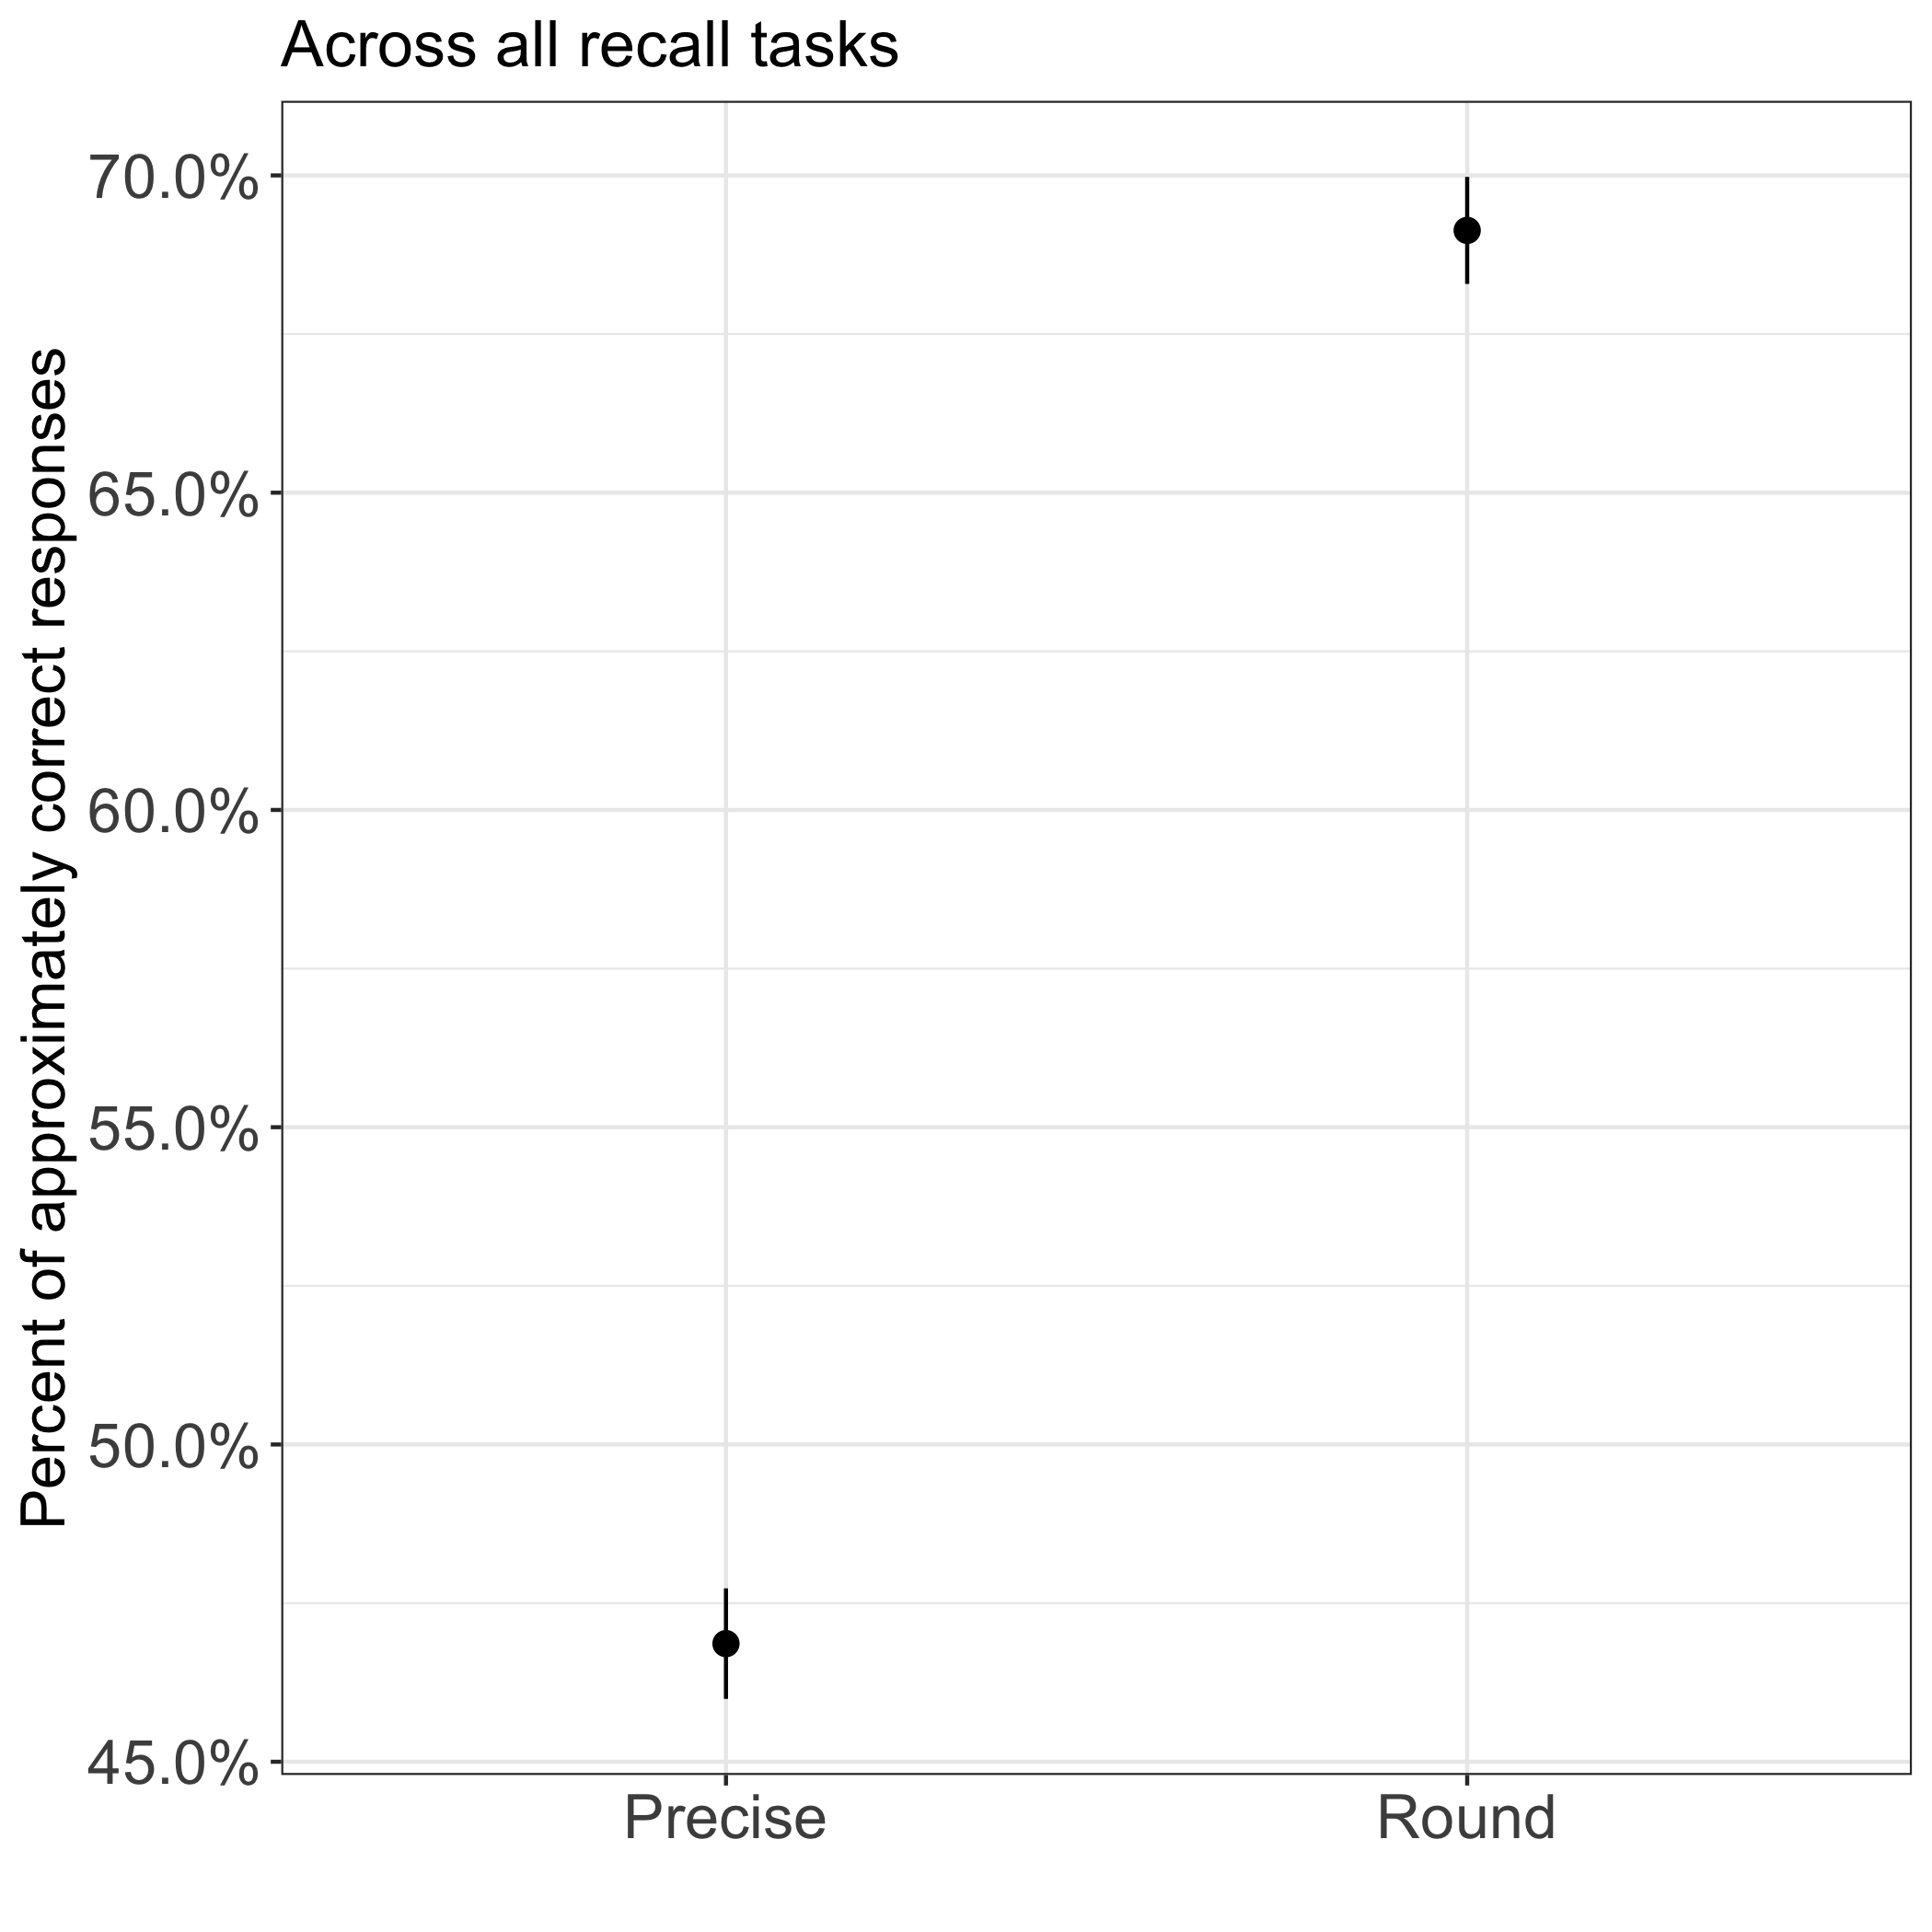 Across all recall tasks
Percent of approximately correct responses
70.0%
65.0%
60.0%
55.0%
50.0%
45.0%
Precise
Round